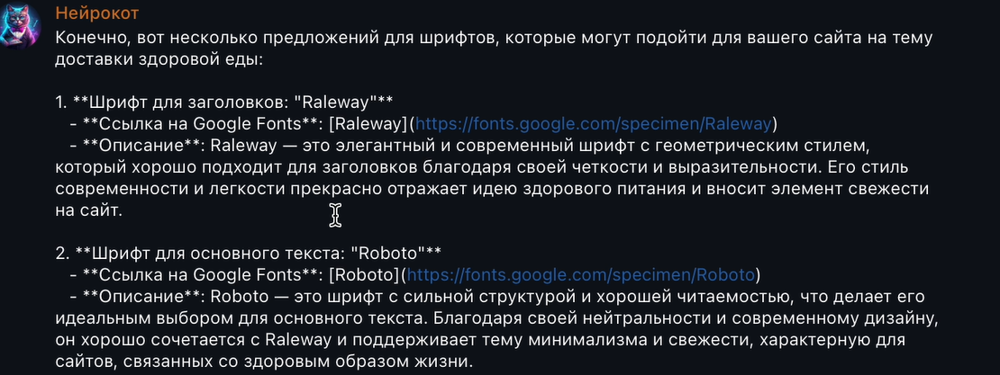 Нейрокот
Конечно, вот несколько предложений для шрифтов, которые могут подойти для вашего сайта на тему
доставки здоровой еды:
1. **Шрифт для заголовков: "Raleway"**
- **Ссылка на Google Fonts**: [Raleway](https://fonts.google.com/specimen/Raleway)
- **Описание**: Raleway — это элегантный и современный шрифт с геометрическим стилем,
который хорошо подходит для заголовков благодаря своей четкости и выразительности. Его стиль
современности и легкости прекрасно отражает идею здорового питания и вносит элемент свежести
на сайт.
2. **Шрифт для основного текста: "Roboto"**
- **Ссылка на Google Fonts**: [Roboto](https://fonts.google.com/specimen/Roboto)
- **Описание**: Roboto — это шрифт с сильной структурой и хорошей читаемостью, что делает его
идеальным выбором для основного текста. Благодаря своей нейтральности и современному дизайну,
он хорошо сочетается с Raleway и поддерживает тему минимализма и свежести, характерную для
сайтов, связанных со здоровым образом жизни.